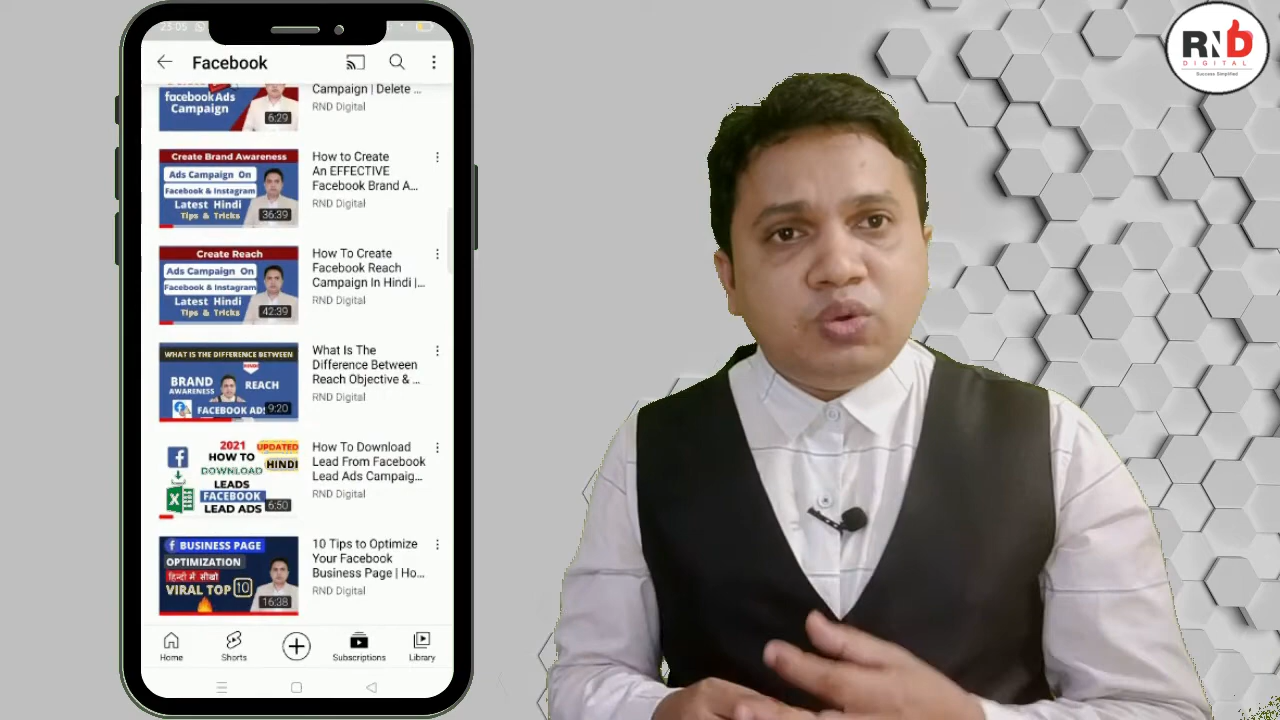 23:05
Facebook
facebook Ads
Campaign
6:29
Campaign | Delete ...
RND Digital
Create Brand Awareness
Ads Campaign On
Facebook & Instagram
Latest Hindi
Tips & Tricks
36:39
How to Create
An EFFECTIVE
Facebook Brand A...
RND Digital
Create Reach
Ads Campaign On
Facebook & Instagram
Latest Hindi
Tips & Tricks
42:39
How To Create
Facebook Reach
Campaign In Hindi |...
RND Digital
WHAT IS THE DIFFERENCE BETWEEN
BRAND
AWARENESS
REACH
FACEBOOK AD
9:20
What Is The
Difference Between
Reach Objective & ...
RND Digital
2021
UPDATED
HOW TO
HINDI
DOWNLOAD
LEADS
FACEBOOK
LEAD ADS
6:50
How To Download
Lead From Facebook
Lead Ads Campaig...
RND Digital
f BUSINESS PAGE
OPTIMIZATION
हिन्दी में सीखो
VIRAL TOP 10
16:38
10 Tips to Optimize
Your Facebook
Business Page | Ho...
RND Digital
Home
Shorts
Subscriptions
Library
RND
DIGITAL
Success Simplified